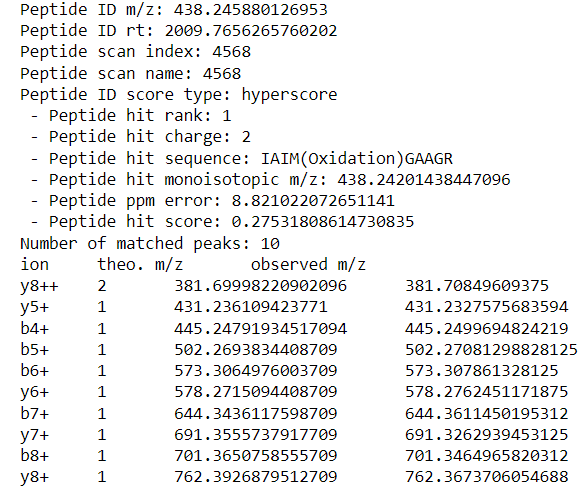 Peptide ID m/z: 438.245880126953
Peptide ID rt: 2009.7656265760202
Peptide scan index: 4568
Peptide scan name: 4568
Peptide ID score type: hyperscore
- Peptide hit rank: 1
- Peptide hit charge: 2
- Peptide hit sequence: IAIM(Oxidation)GAAGR
- Peptide hit monoisotopic m/z: 438.24201438447096
- Peptide ppm error: 8.821022072651141
- Peptide hit score: 0.27531808614730835
Number of matched peaks: 10
ion theo. m/z observed m/z
y8++ 2 381.69998220902096 381.70849609375
y5+ 1 431.236109423771 431.2327575683594
b4+ 1 445.24791934517094 445.2499694824219
b5+ 1 502.2693834408709 502.27081298828125
b6+ 1 573.3064976003709 573.307861328125
y6+ 1 578.2715094408709 578.2762451171875
b7+ 1 644.3436117598709 644.3611450195312
y7+ 1 691.3555737917709 691.3262939453125
b8+ 1 701.3650758555709 701.3464965820312
y8+ 1 762.3926879512709 762.3673706054688